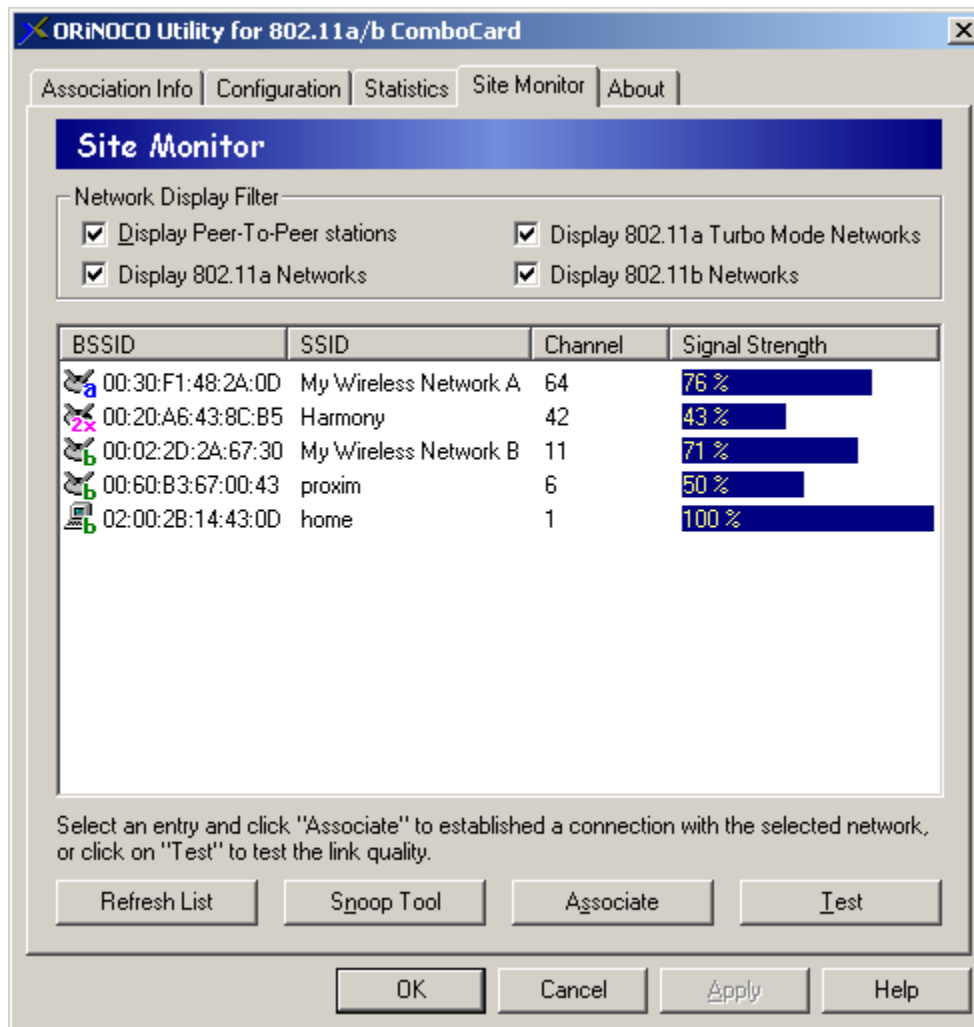 ORiNOCO Utility for 802.11a/b ComboCard
Association Info Configuration Statistics Site Monitor About
Site Monitor
Network Display Filter
Display Peer-To-Peer stations Display 802.11a Turbo Mode Networks
Display 802.11a Networks Display 802.11b Networks
BSSID SSID Channel Signal Strength
a 00:30:F1:48:2A:0D My Wireless Network A 64 76 %
2x 00:20:A6:43:8C:B5 Harmony 42 43 %
b 00:02:2D:2A:67:30 My Wireless Network B 11 71 %
b 00:60:B3:67:00:43 proxim 6 50 %
b 02:00:2B:14:43:0D home 1 100 %
Select an entry and click "Associate" to established a connection with the selected network,
or click on "Test" to test the link quality.
Refresh List Snoop Tool Associate Test
OK Cancel Apply Help